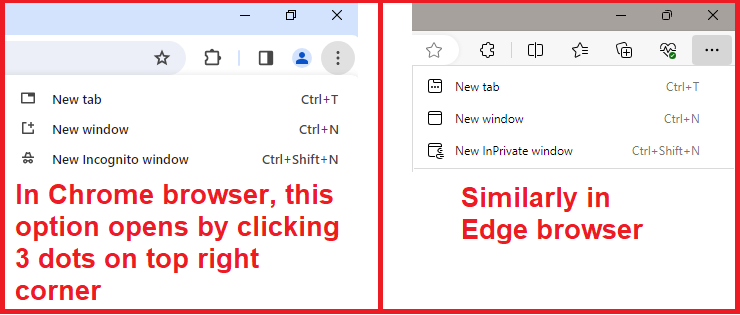 New tab Ctrl+T
New window Ctrl+N
New Incognito window Ctrl+Shift+N
In Chrome browser, this
option opens by clicking
3 dots on top right
corner
New tab Ctrl+T
New window Ctrl+N
New InPrivate window Ctrl+Shift+N
Similarly in
Edge browser